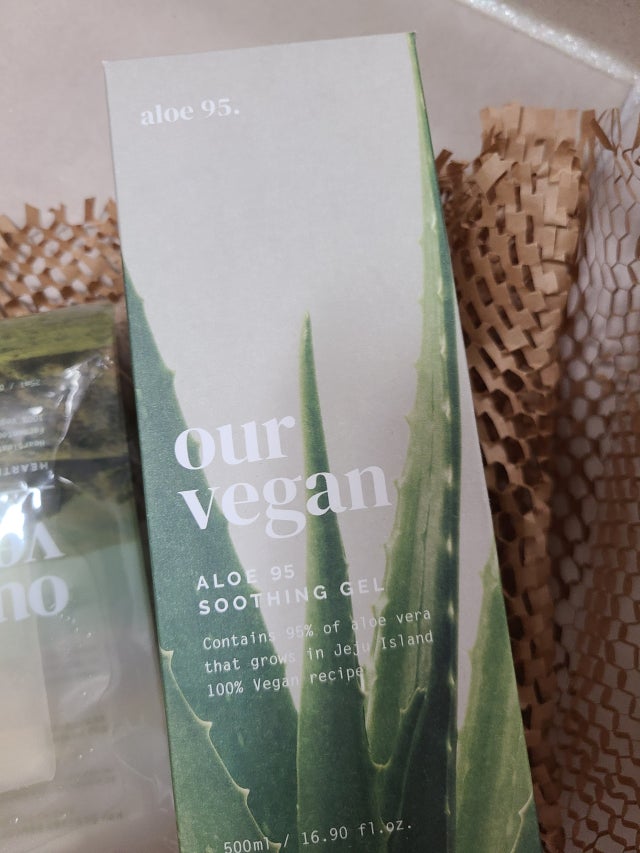 aloe 95.
our
vegan
ALOE 95
SOOTHING GEL
Contains 95% of aloe vera
that grows in Jeju Island
100% Vegan recipe
500ml / 16.90 fl.oz.